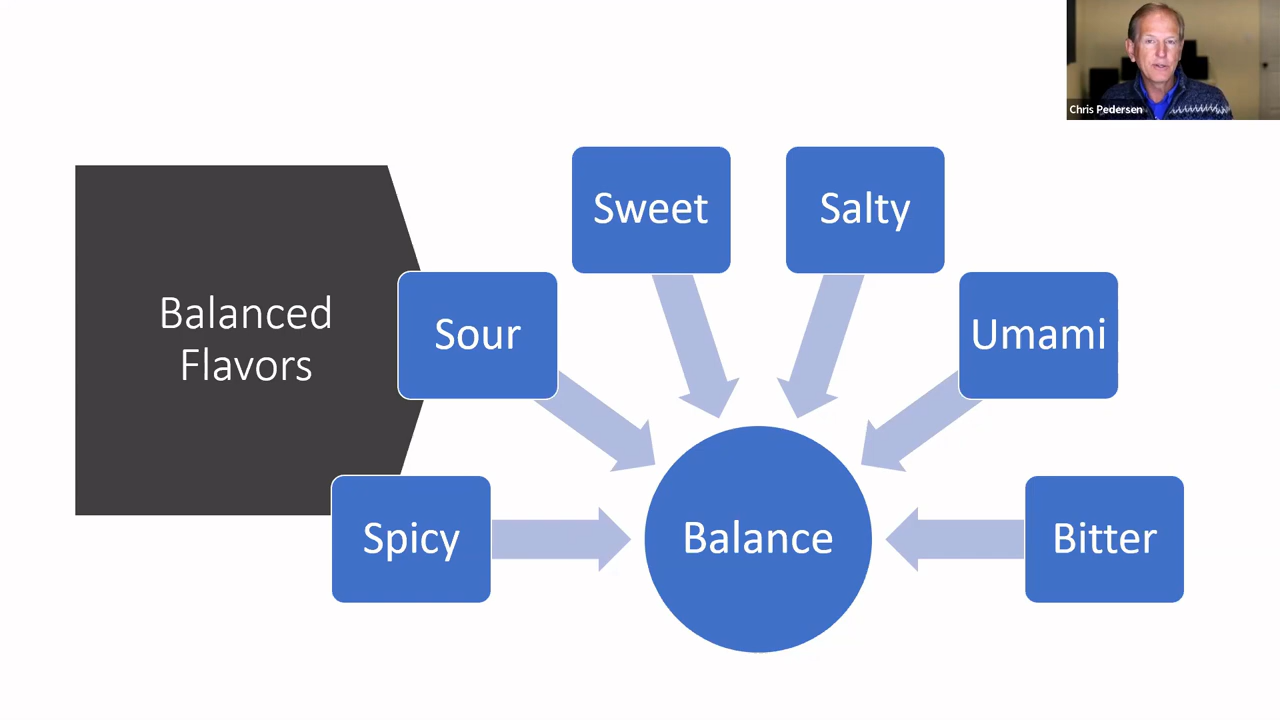 Chris Pedersen
Balanced
Flavors
Spicy
Sour
Sweet
Salty
Umami
Bitter
Balance